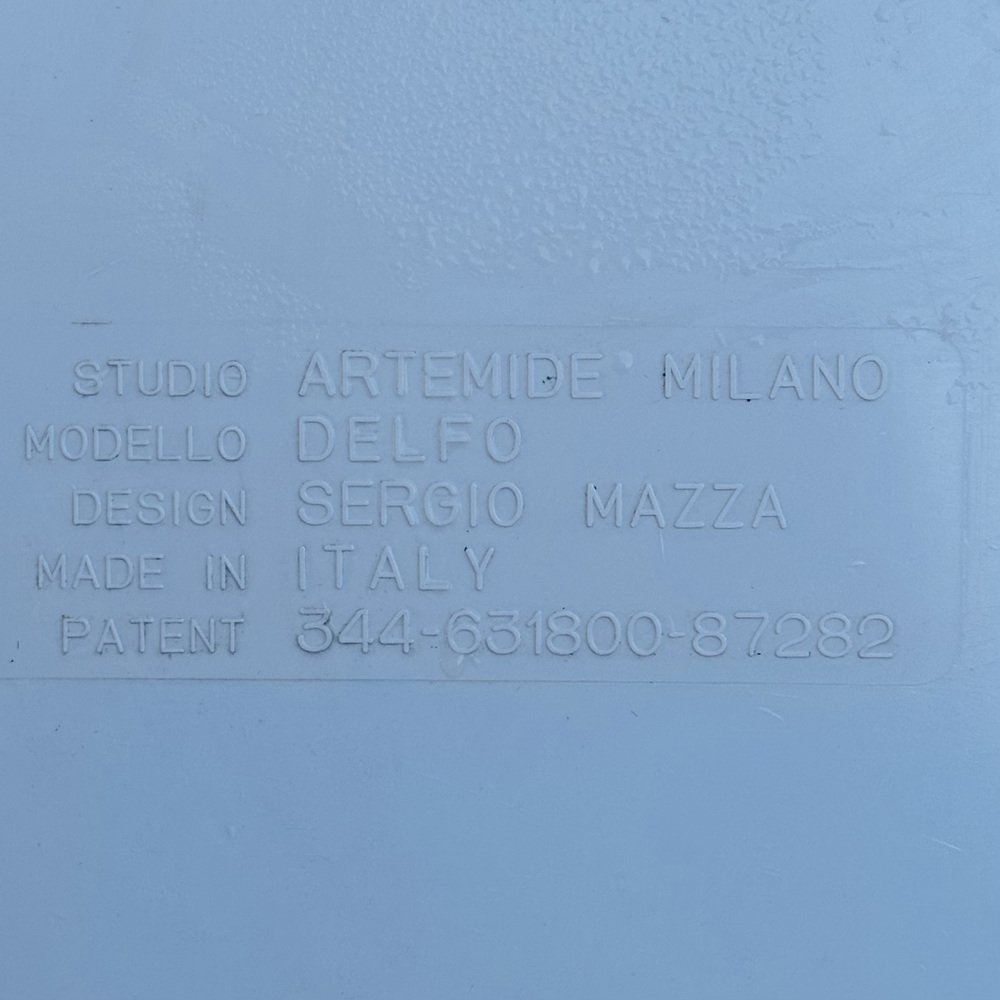 STUDIO ARTEMIDE MILANO
MODELLO DELFO
DESIGN SERGIO MAZZA
MADE IN ITALY
PATENT 344-631800-87282